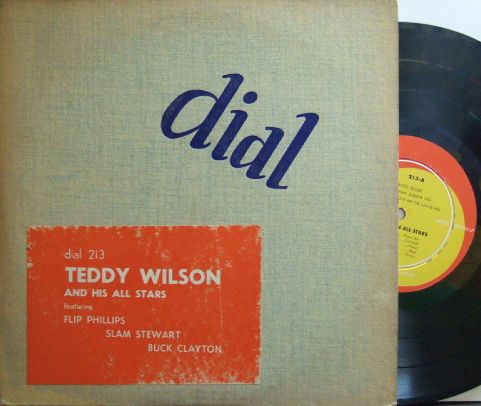 dial
dial 213
TEDDY WILSON
AND HIS ALL STARS
featuring
FLIP PHILLIPS
SLAM STEWART
BUCK CLAYTON
213-A
BLUES
ALL STARS